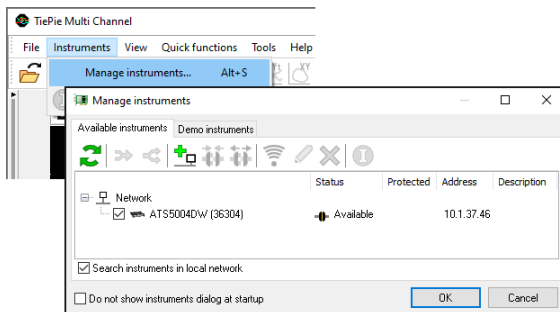 TiePie Multi Channel
File Instruments View Quick functions Tools Help
Manage instruments... Alt+S
Manage instruments
Available instruments Demo instruments
Status Protected Address Description
Network
ATS5004DW (36304) Available 10.1.37.46
Search instruments in local network
Do not show instruments dialog at startup OK Cancel